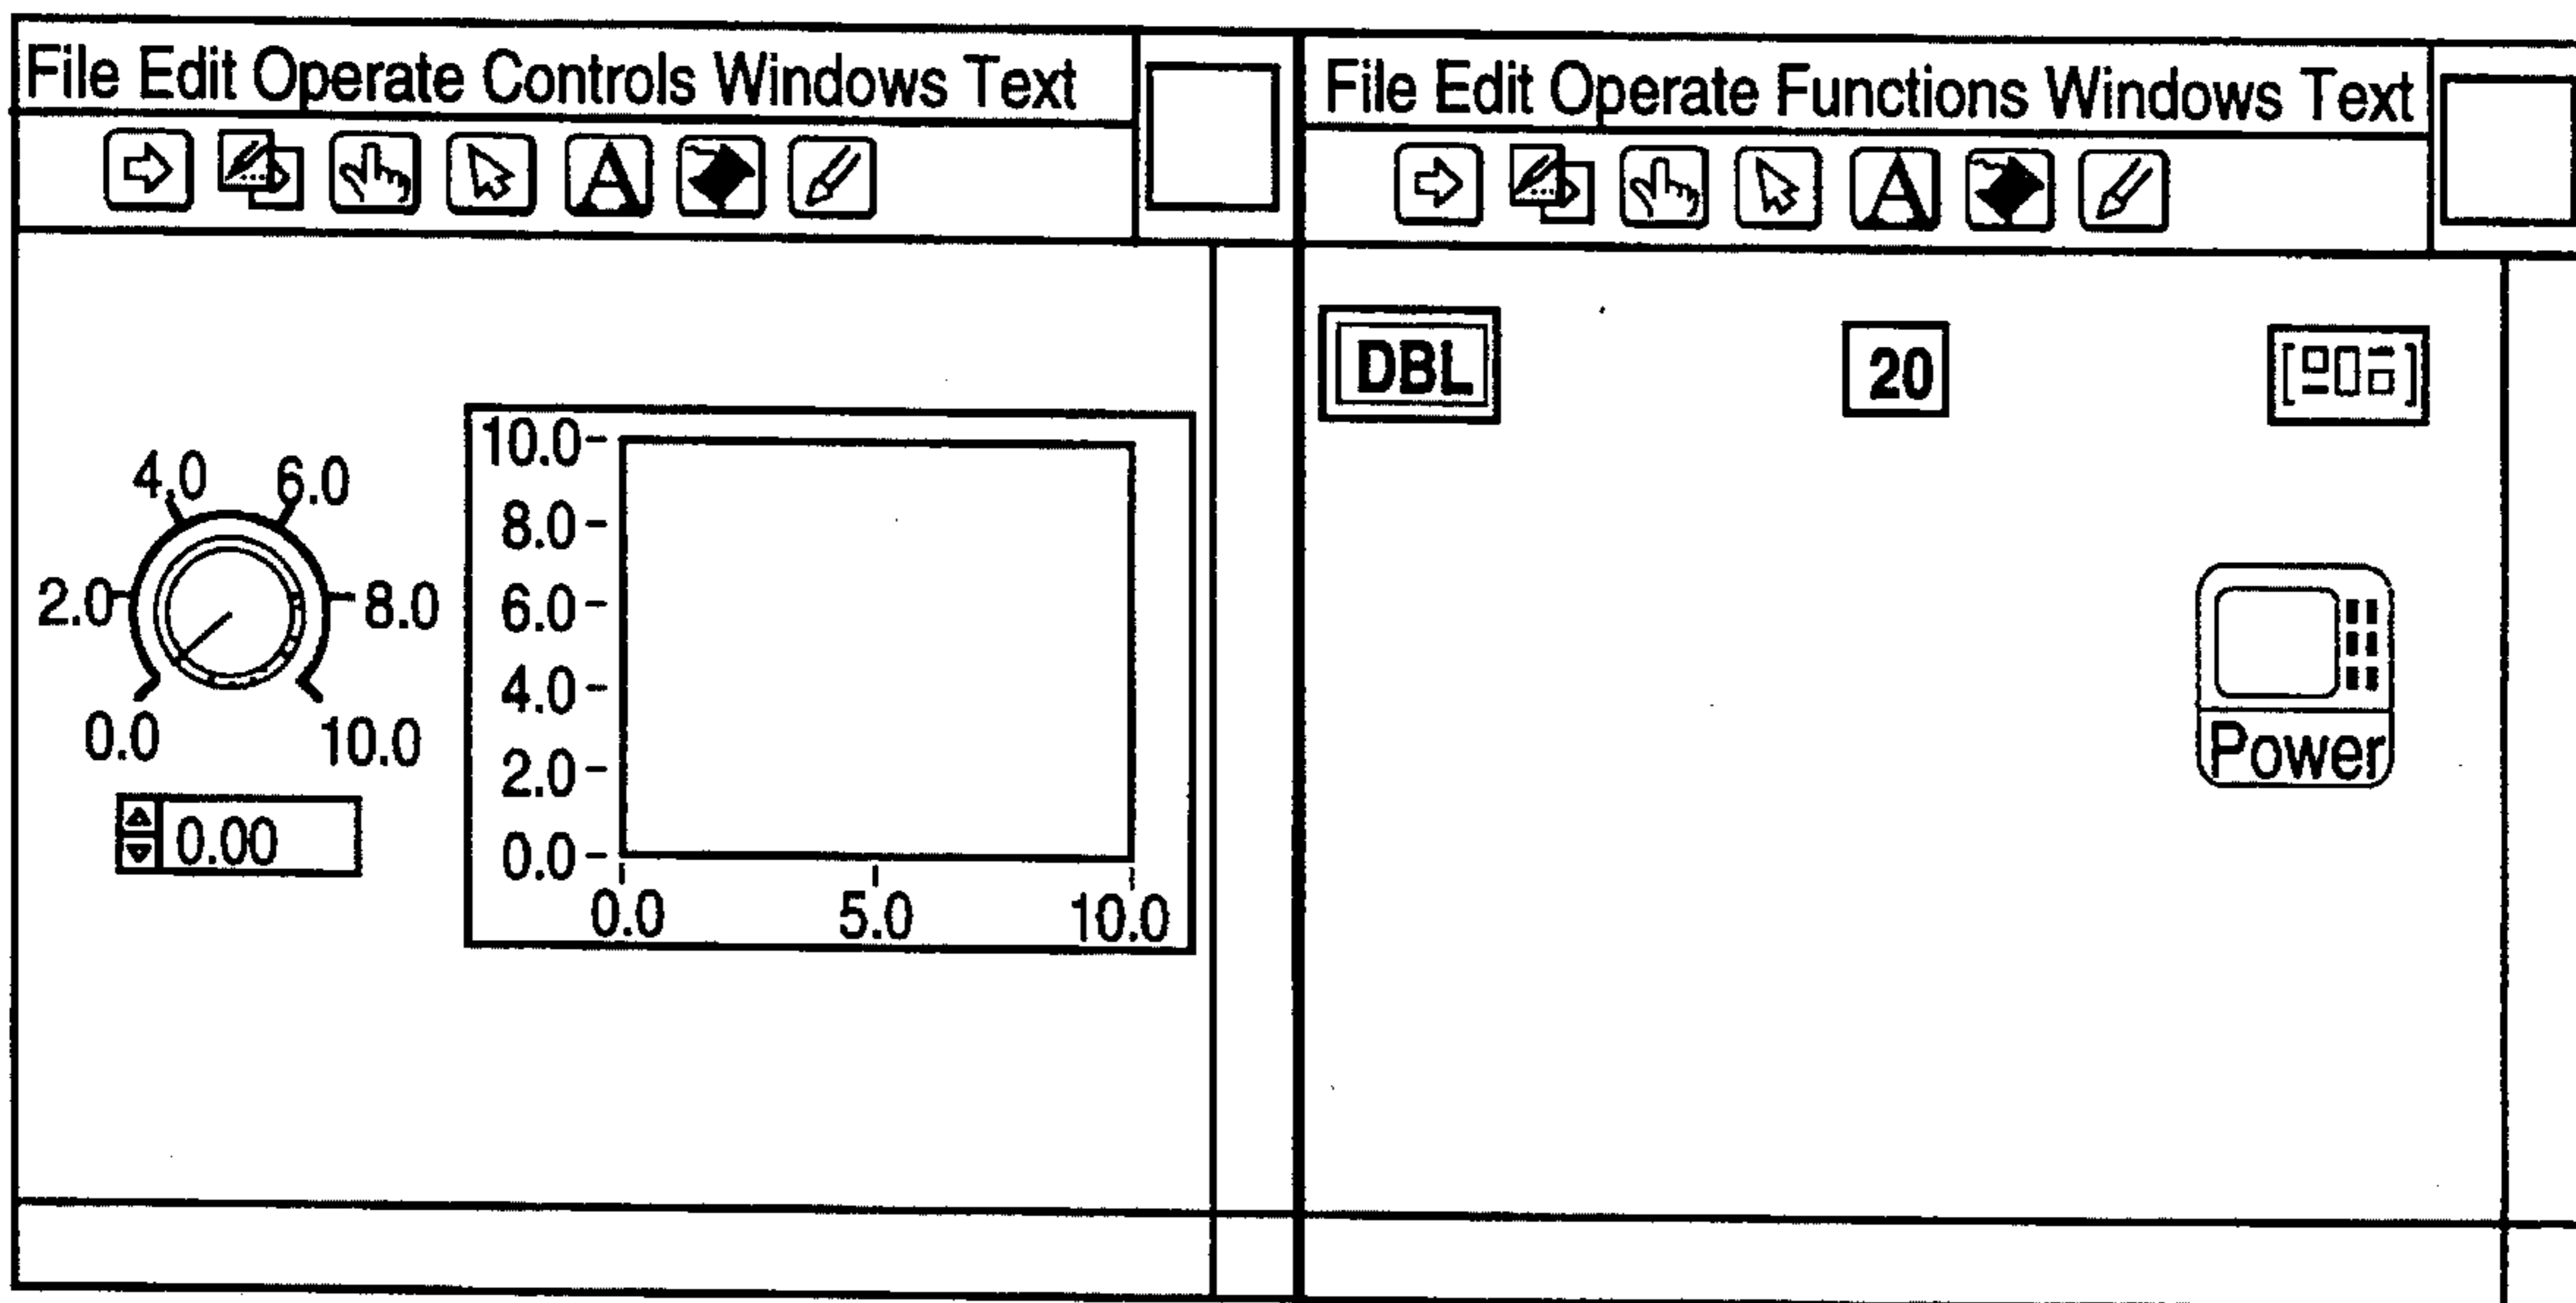 File Edit Operate Controls Windows Text
A
4.0 6.0
2.0 8.0
0.0 10.0
0.00
10.0
8.0
6.0
4.0
2.0
0.0
0.0 5.0 10.0
File Edit Operate Functions Windows Text
A
DBL 20
Power